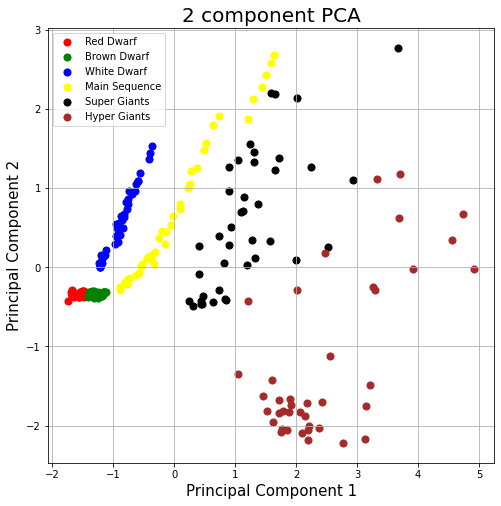 2 component PCA
Red Dwarf
Brown Dwarf
White Dwarf
Main Sequence
Super Giants
Hyper Giants
3
2
1
0
−1
−2
Principal Component 2
−2 −1 0 1 2 3 4 5
Principal Component 1